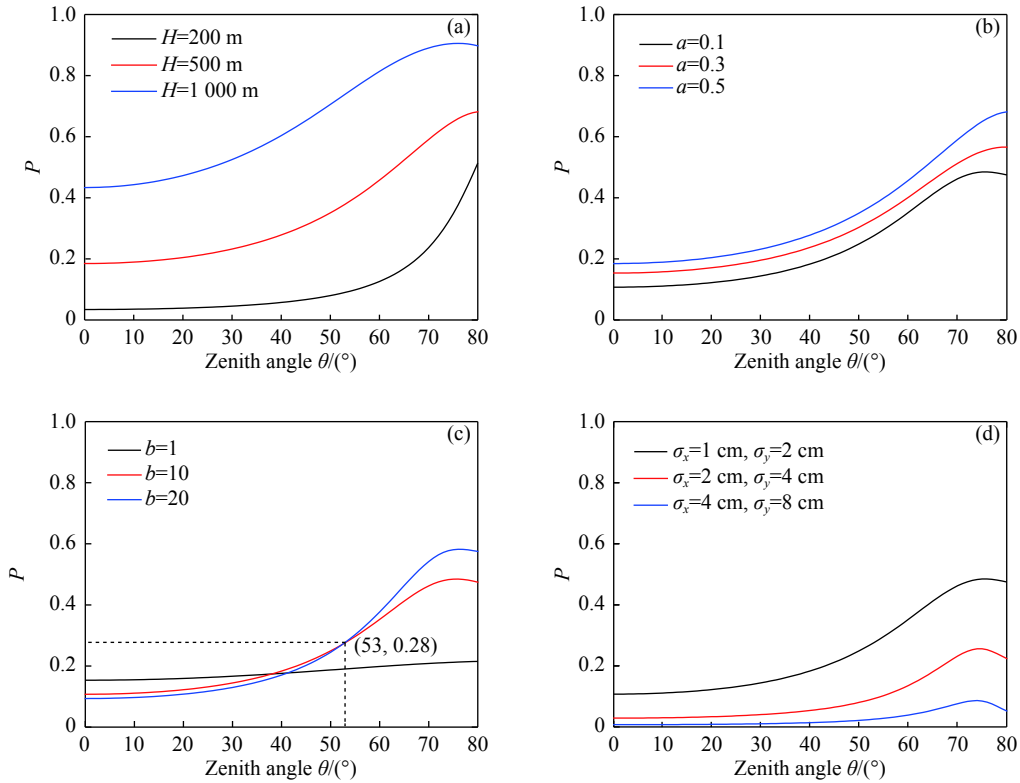 (a)
H=200 m
H=500 m
H=1 000 m
1.0
0.8
0.6
0.4
0.2
0
P
0 10 20 30 40 50 60 70 80
Zenith angle θ/(°)
(b)
a=0.1
a=0.3
a=0.5
1.0
0.8
0.6
0.4
0.2
0
P
0 10 20 30 40 50 60 70 80
Zenith angle θ/(°)
(c)
b=1
b=10
b=20
(53, 0.28)
1.0
0.8
0.6
0.4
0.2
0
P
0 10 20 30 40 50 60 70 80
Zenith angle θ/(°)
(d)
σx=1 cm, σy=2 cm
σx=2 cm, σy=4 cm
σx=4 cm, σy=8 cm
1.0
0.8
0.6
0.4
0.2
0
P
0 10 20 30 40 50 60 70 80
Zenith angle θ/(°)